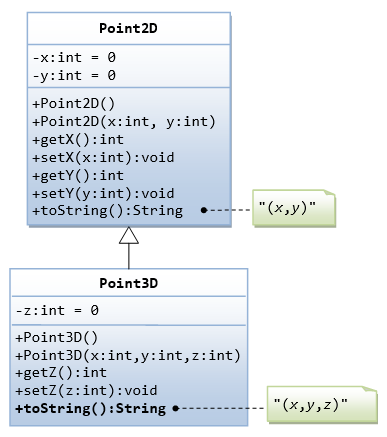 Point2D
-x:int = 0
-y:int = 0
+Point2D()
+Point2D(x:int, y:int)
+getX():int
+setX(x:int):void
+getY():int
+setY(y:int):void
+toString():String
"(x,y)"
Point3D
-z:int = 0
+Point3D()
+Point3D(x:int,y:int,z:int)
+getZ():int
+setZ(z:int):void
+toString():String
"(x,y,z)"